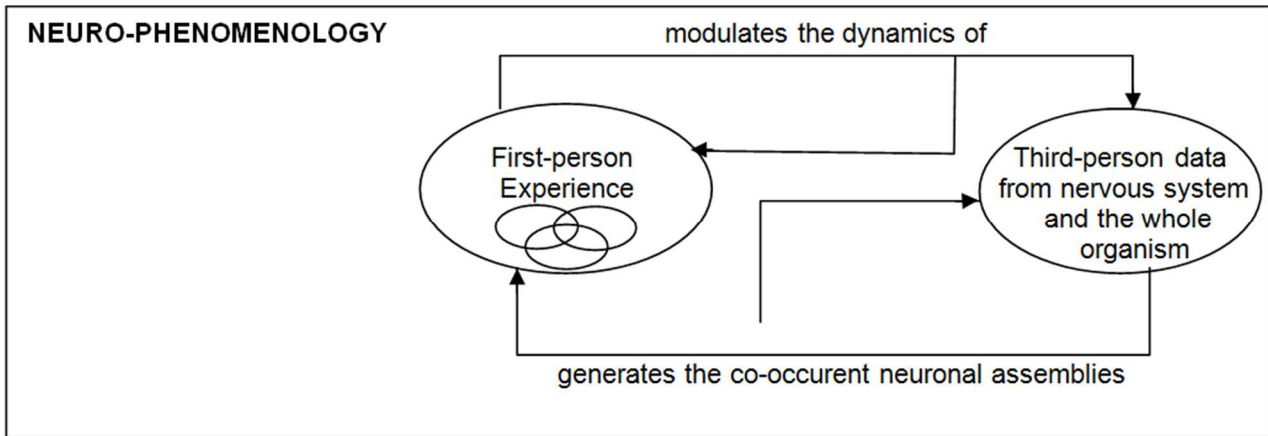 NEURO-PHENOMENOLOGY
modulates the dynamics of
First-person
Experience
Third-person data
from nervous system
and the whole
organism
generates the co-occurent neuronal assemblies